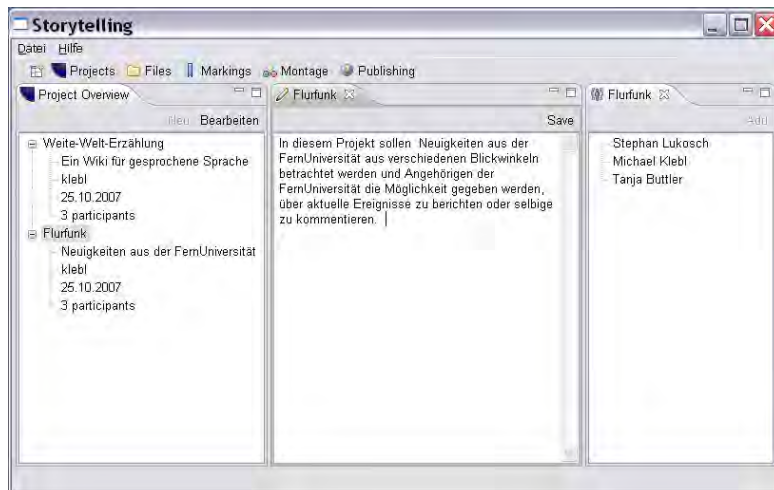 Storytelling
Datei Hilfe
Projects Files Markings Montage Publishing
Project Overview
Neu Bearbeiten
Weite-Welt-Erzählung
Ein Wiki für gesprochene Sprache
klebl
25.10.2007
3 participants
Flurfunk
Neuigkeiten aus der FernUniversität
klebl
25.10.2007
3 participants
Flurfunk
Save
In diesem Projekt sollen Neuigkeiten aus der
FernUniversität aus verschiedenen Blickwinkeln
betrachtet werden und Angehörigen der
FernUniversität die Möglichkeit gegeben werden,
über aktuelle Ereignisse zu berichten oder selbige
zu kommentieren.
Flurfunk
Add
Stephan Lukosch
Michael Klebl
Tanja Buttler